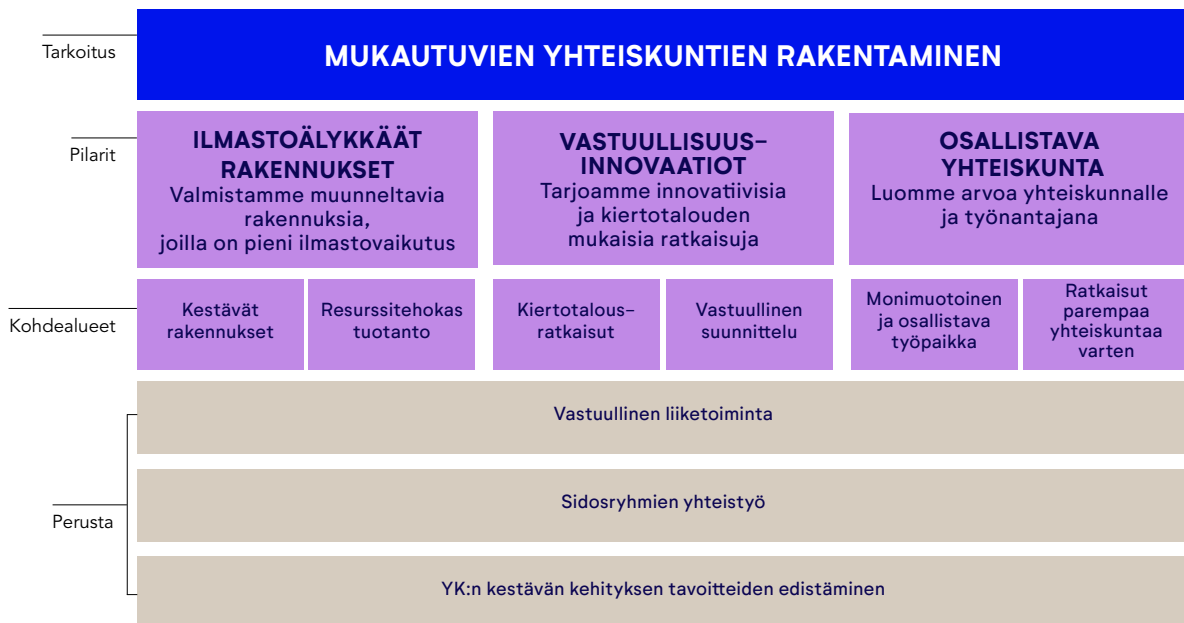 Tarkoitus
MUKAUTUVIEN YHTEISKUNTIEN RAKENTAMINEN
Pilarit
ILMASTOÄLYKKÄÄT
RAKENNUKSET
Valmistamme muunneltavia
rakennuksia,
joilla on pieni ilmastovaikutus
VASTUULLISUUS–
INNOVAATIOT
Tarjoamme innovatiivisia
ja kiertotalouden
mukaisia ratkaisuja
OSALLISTAVA
YHTEISKUNTA
Luomme arvoa yhteiskunnalle
ja työnantajana
Kohdealueet
Kestävät
rakennukset
Resurssitehokas
tuotanto
Kiertotalous–
ratkaisut
Vastuullinen
suunnittelu
Monimuotoinen
ja osallistava
työpaikka
Ratkaisut
parempaa
yhteiskuntaa
varten
Perusta
Vastuullinen liiketoiminta
Sidosryhmien yhteistyö
YK:n kestävän kehityksen tavoitteiden edistäminen